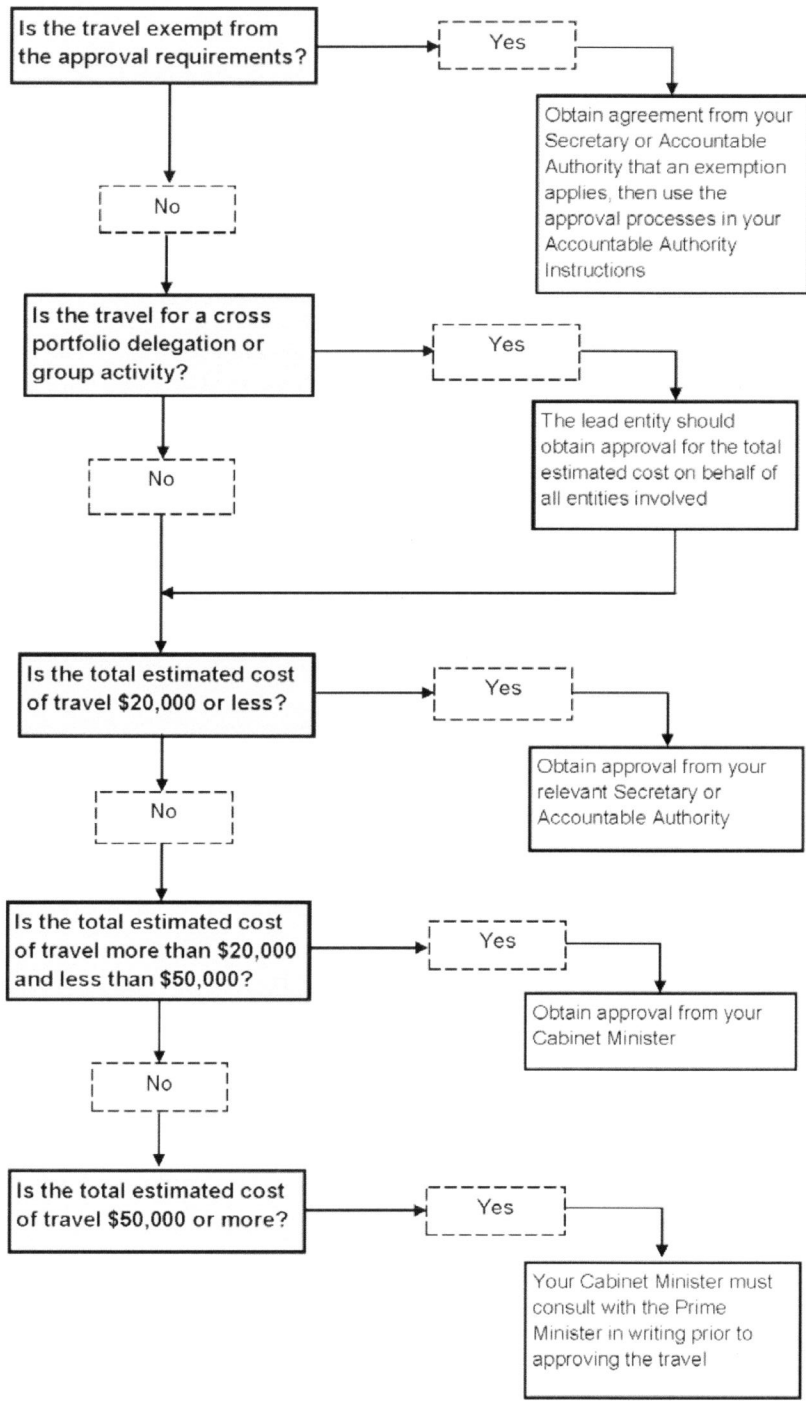 Is the travel exempt from
the approval requirements?
Yes
Obtain agreement from your
Secretary or Accountable
Authority that an exemption
applies, then use the
approval processes in your
Accountable Authority
Instructions
No
Is the travel for a cross
portfolio delegation or
group activity?
Yes
The lead entity should
obtain approval for the total
estimated cost on behalf of
all entities involved
No
Is the total estimated cost
of travel $20,000 or less?
Yes
Obtain approval from your
relevant Secretary or
Accountable Authority
No
Is the total estimated cost
of travel more than $20,000
and less than $50,000?
Yes
Obtain approval from your
Cabinet Minister
No
Is the total estimated cost
of travel $50,000 or more?
Yes
Your Cabinet Minister must
consult with the Prime
Minister in writing prior to
approving the travel